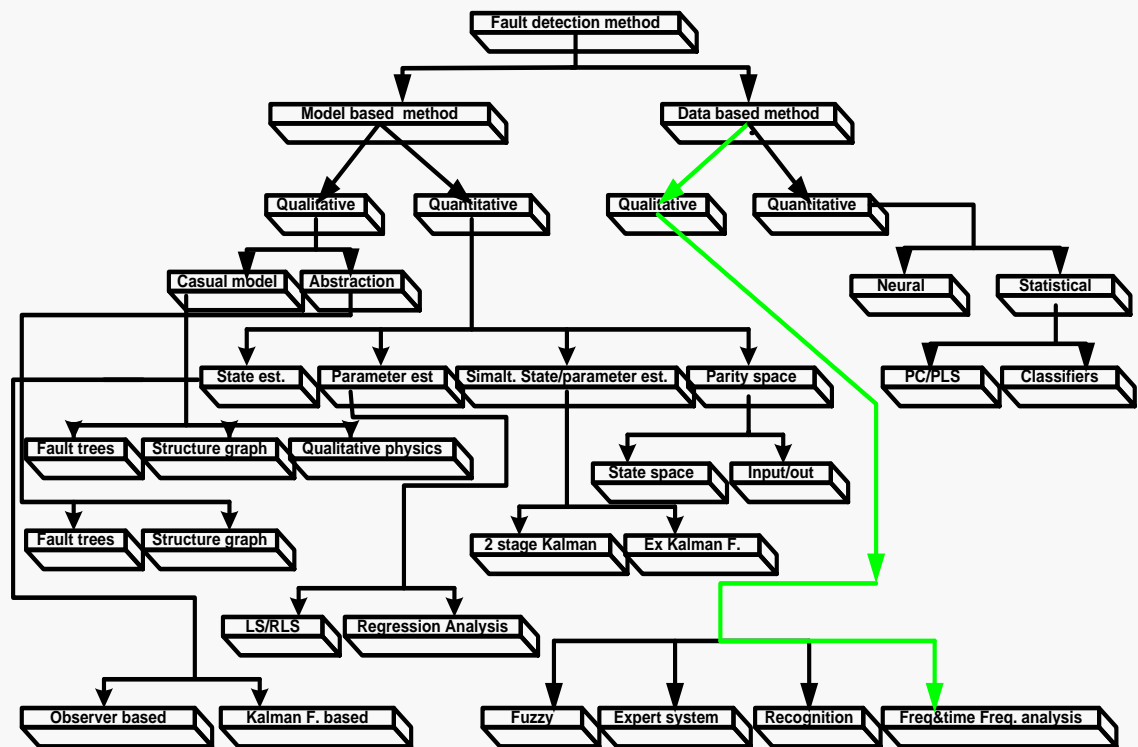 Fault detection method
Model based method
Data based method
Qualitative
Quantitative
Qualitative
Quantitative
Casual model
Abstraction
Neural
Statistical
State est.
Parameter est
Simalt. State/parameter est.
Parity space
PC/PLS
Classifiers
Fault trees
Structure graph
Qualitative physics
State space
Input/out
Fault trees
Structure graph
2 stage Kalman
Ex Kalman F.
LS/RLS
Regression Analysis
Observer based
Kalman F. based
Fuzzy
Expert system
Recognition
Freq&time Freq. analysis